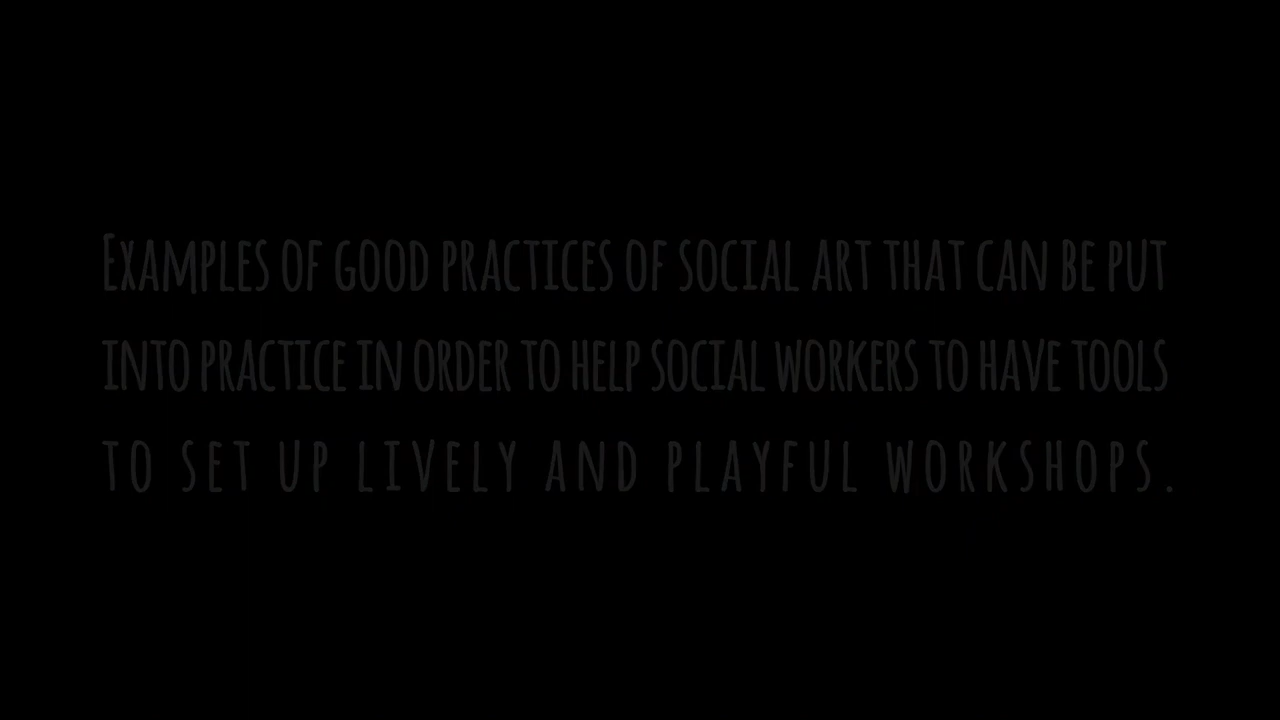 Examples of good practices of social art that can be put
into practice in order to help social workers to have tools
to set up lively and playful workshops.